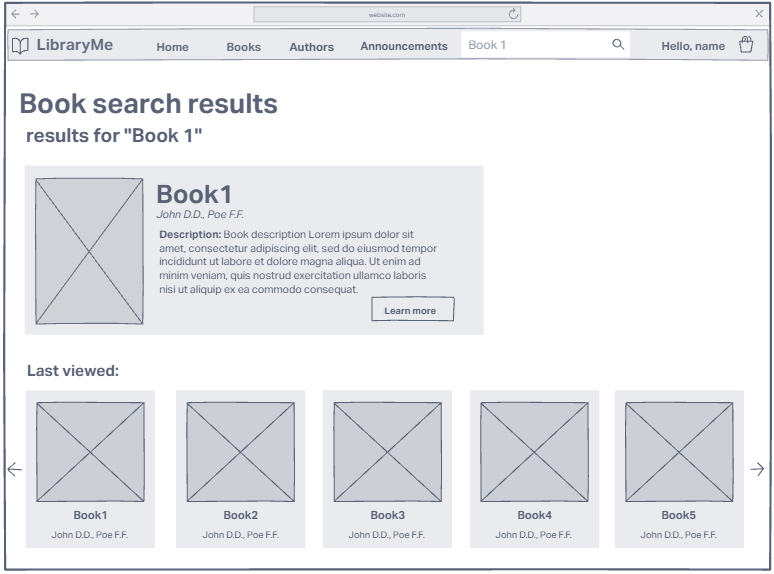 website.com
LibraryMe Home Books Authors Announcements Book 1 Hello, name
Book search results
results for "Book 1"
Book1
John D.D., Poe F.F.
Description: Book description Lorem ipsum dolor sit
amet, consectetur adipiscing elit, sed do eiusmod tempor
incididunt ut labore et dolore magna aliqua. Ut enim ad
minim veniam, quis nostrud exercitation ullamco laboris
nisi ut aliquip ex ea commodo consequat.
Learn more
Last viewed:
Book1 Book2 Book3 Book4 Book5
John D.D., Poe F.F. John D.D., Poe F.F. John D.D., Poe F.F. John D.D., Poe F.F. John D.D., Poe F.F.